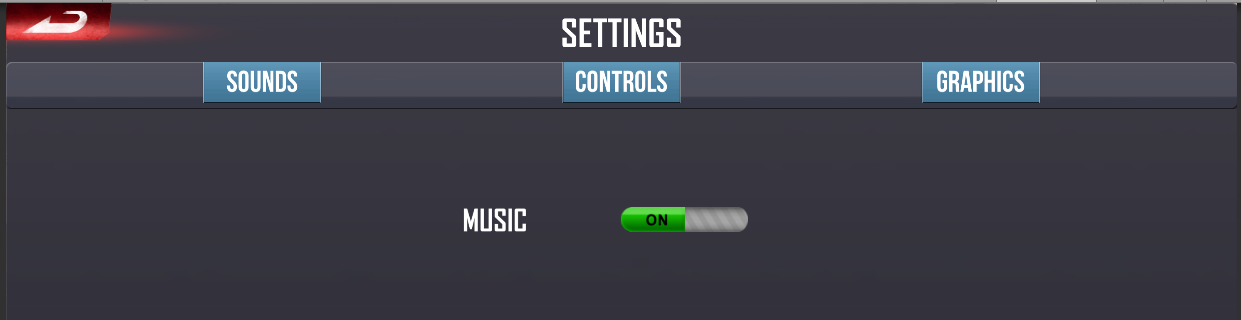 SETTINGS
SOUNDS CONTROLS GRAPHICS
MUSIC ON